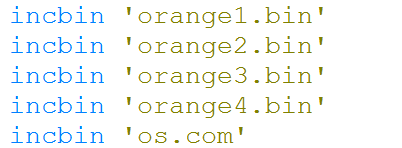 incbin 'orange1.bin'
incbin 'orange2.bin'
incbin 'orange3.bin'
incbin 'orange4.bin'
incbin 'os.com'